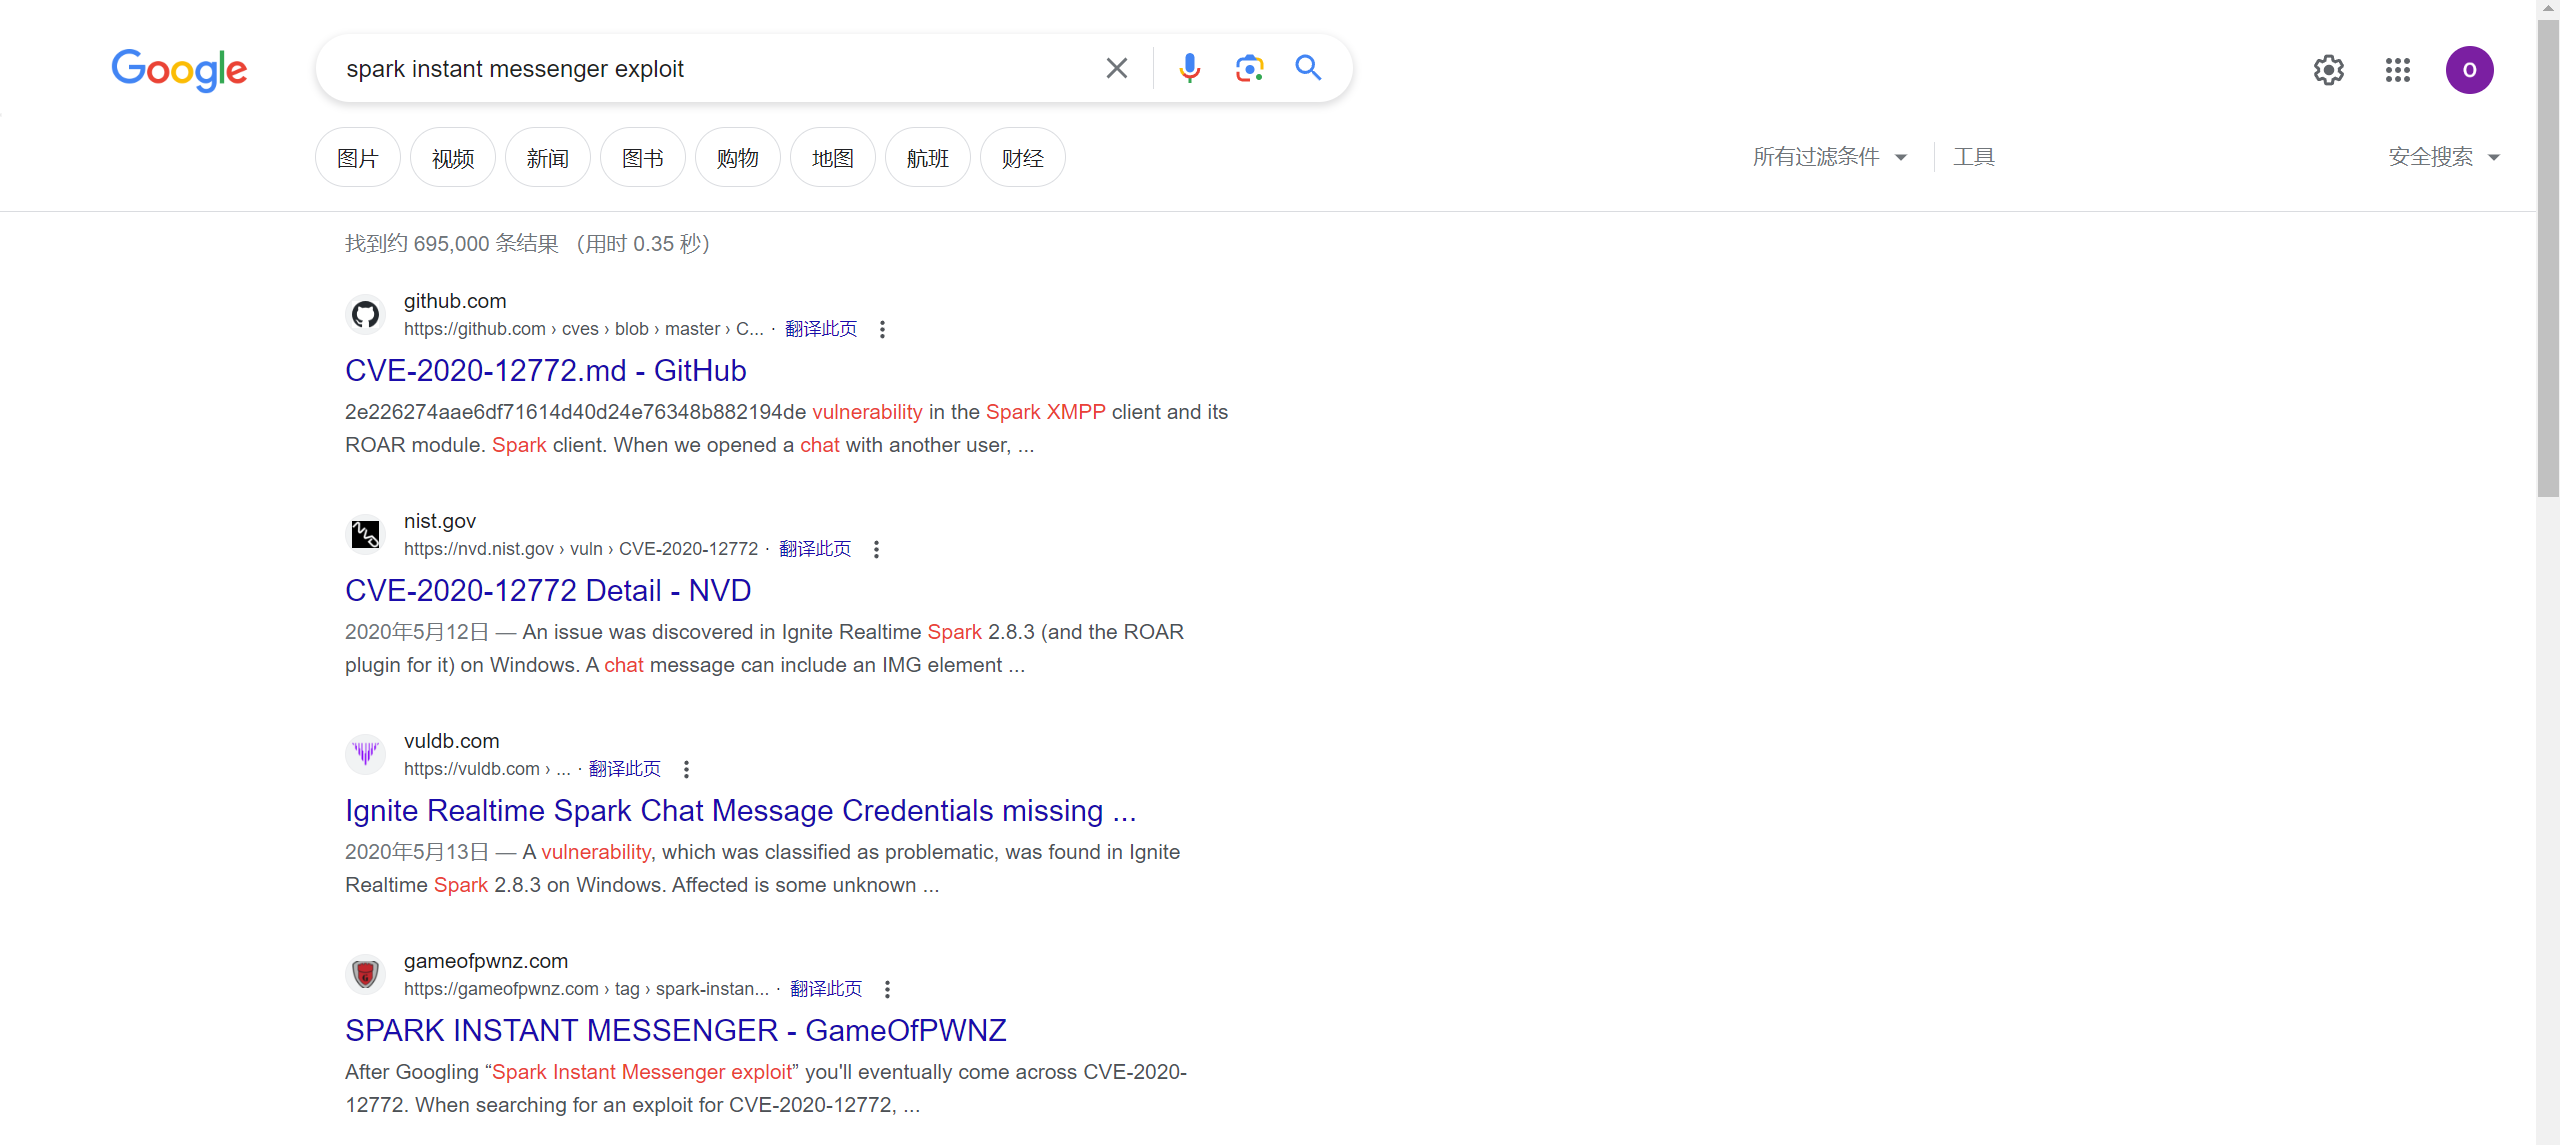 Google
spark instant messenger exploit
O
图片
视频
新闻
图书
购物
地图
航班
财经
所有过滤条件
工具
安全搜索
找到约 695,000 条结果 （用时 0.35 秒）
github.com
https://github.com › cves › blob › master › C... · 翻译此页
CVE-2020-12772.md - GitHub
2e226274aae6df71614d40d24e76348b882194de vulnerability in the Spark XMPP client and its
ROAR module. Spark client. When we opened a chat with another user, ...
nist.gov
https://nvd.nist.gov › vuln › CVE-2020-12772 · 翻译此页
CVE-2020-12772 Detail - NVD
2020年5月12日 — An issue was discovered in Ignite Realtime Spark 2.8.3 (and the ROAR
plugin for it) on Windows. A chat message can include an IMG element ...
vuldb.com
https://vuldb.com › ... · 翻译此页
Ignite Realtime Spark Chat Message Credentials missing ...
2020年5月13日 — A vulnerability, which was classified as problematic, was found in Ignite
Realtime Spark 2.8.3 on Windows. Affected is some unknown ...
gameofpwnz.com
https://gameofpwnz.com › tag › spark-instan... · 翻译此页
SPARK INSTANT MESSENGER - GameOfPWNZ
After Googling “Spark Instant Messenger exploit” you'll eventually come across CVE-2020-
12772. When searching for an exploit for CVE-2020-12772, ...